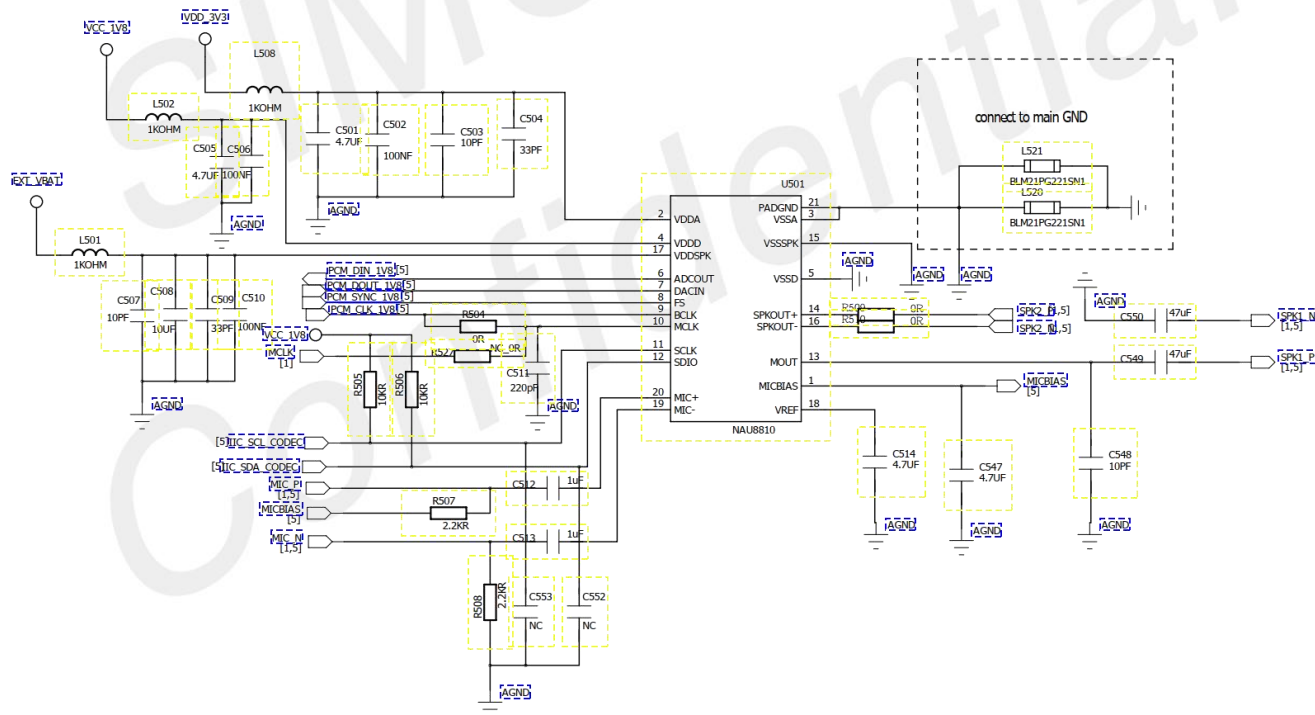 SIMCom
Confidential
VCC_1V8
VDD_3V3
L508
1KOHM
L502
1KOHM
C501
4.7UF
C502
100NF
C503
10PF
C504
33PF
C505
4.7UF
C506
100NF
AGND
AGND
EXT_VBAT
L501
1KOHM
C507
10PF
C508
10UF
C509
33PF
C510
100NF
AGND
connect to main GND
L521
BLM21PG221SN1
L520
BLM21PG221SN1
U501
2 VDDA
4 VDDD
17 VDDSPK
6 ADCOUT
7 DACIN
8 FS
9 BCLK
10 MCLK
11 SCLK
12 SDIO
20 MIC+
19 MIC-
PADGND 21
VSSA 3
VSSSPK 15
VSSD 5
SPKOUT+ 14
SPKOUT- 16
MOUT 13
MICBIAS 1
VREF 18
NAU8810
PCM_DIN_1V8 [5]
PCM_DOUT_1V8 [5]
PCM_SYNC_1V8 [5]
PCM_CLK_1V8 [5]
R504
0R
VCC_1V8
MCLK
[1]
R527
NC_0R
C511
220pF
AGND
R505
10KR
R506
10KR
[5] IIC_SCL_CODEC
[5] IIC_SDA_CODEC
MIC_P
[1,5]
C512
1uF
MICBIAS
[5]
R507
2.2KR
MIC_N
[1,5]
C513
1uF
R508
2.2KR
C553
NC
C552
NC
AGND
AGND
AGND
AGND
AGND
R509
0R
R510
0R
[1,5]
[1,5]
C550
47uF
SPK1_N
[1,5]
C549
47uF
SPK1_P
[1,5]
MICBIAS
[5]
C514
4.7UF
AGND
C547
4.7UF
AGND
C548
10PF
AGND